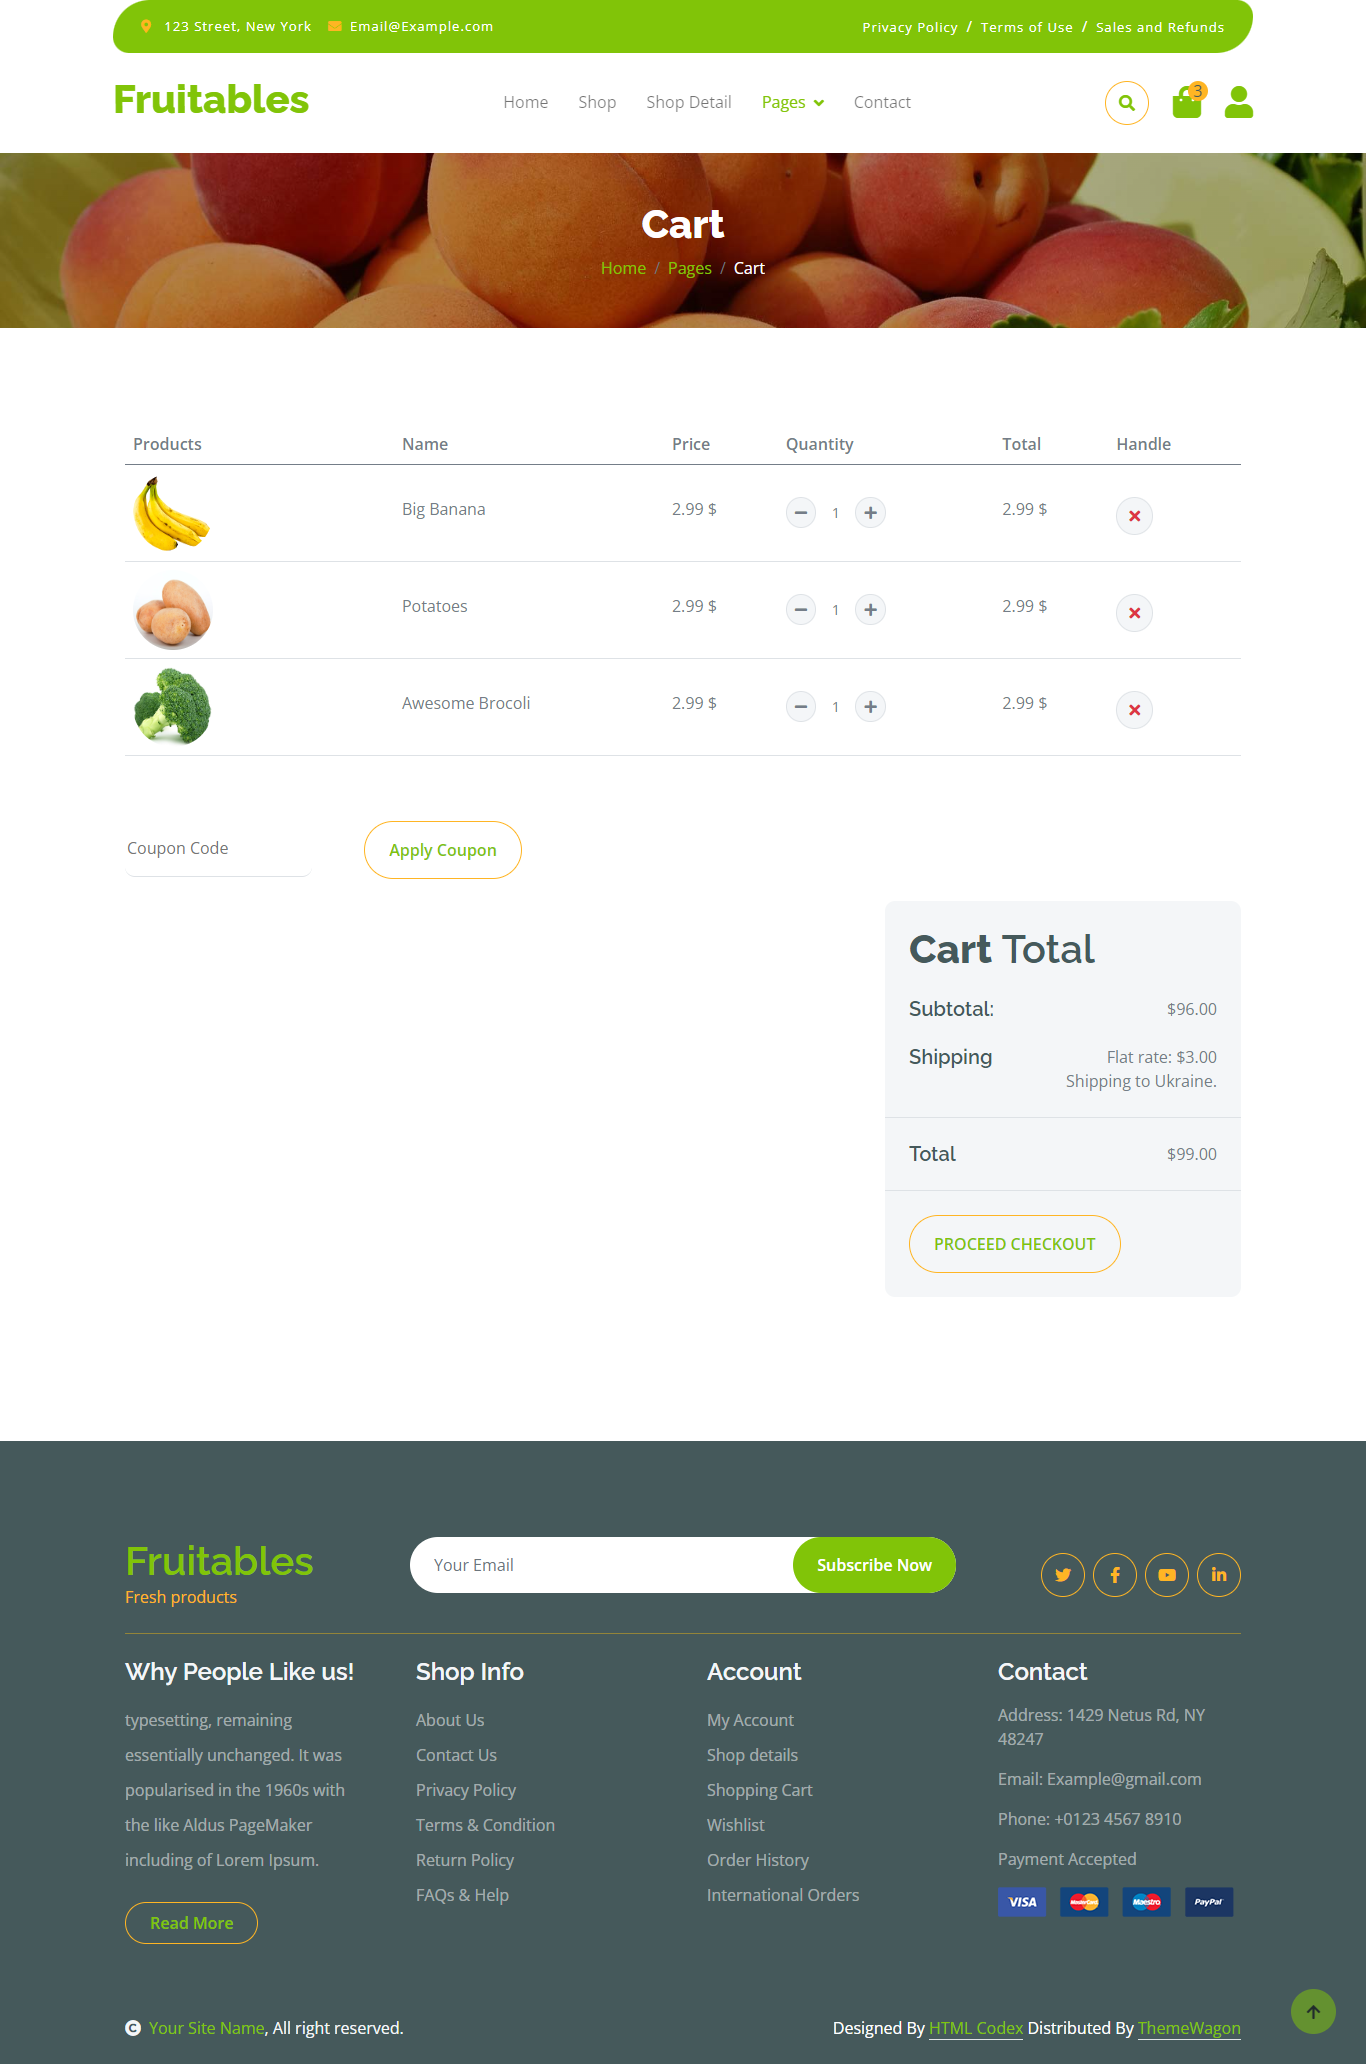 123 Street, New York Email@Example.com Privacy Policy / Terms of Use / Sales and Refunds
Fruitables Home Shop Shop Detail Pages Contact 3
Cart
Home / Pages / Cart
Products Name Price Quantity Total Handle
Big Banana 2.99 $ 1 2.99 $
Potatoes 2.99 $ 1 2.99 $
Awesome Brocoli 2.99 $ 1 2.99 $
Coupon Code Apply Coupon
Cart Total
Subtotal: $96.00
Shipping Flat rate: $3.00
Shipping to Ukraine.
Total $99.00
PROCEED CHECKOUT
Fruitables
Fresh products
Your Email Subscribe Now
Why People Like us!
typesetting, remaining
essentially unchanged. It was
popularised in the 1960s with
the like Aldus PageMaker
including of Lorem Ipsum.
Read More
Shop Info
About Us
Contact Us
Privacy Policy
Terms & Condition
Return Policy
FAQs & Help
Account
My Account
Shop details
Shopping Cart
Wishlist
Order History
International Orders
Contact
Address: 1429 Netus Rd, NY
48247
Email: Example@gmail.com
Phone: +0123 4567 8910
Payment Accepted
VISA MasterCard Maestro PayPal
Your Site Name, All right reserved. Designed By HTML Codex Distributed By ThemeWagon